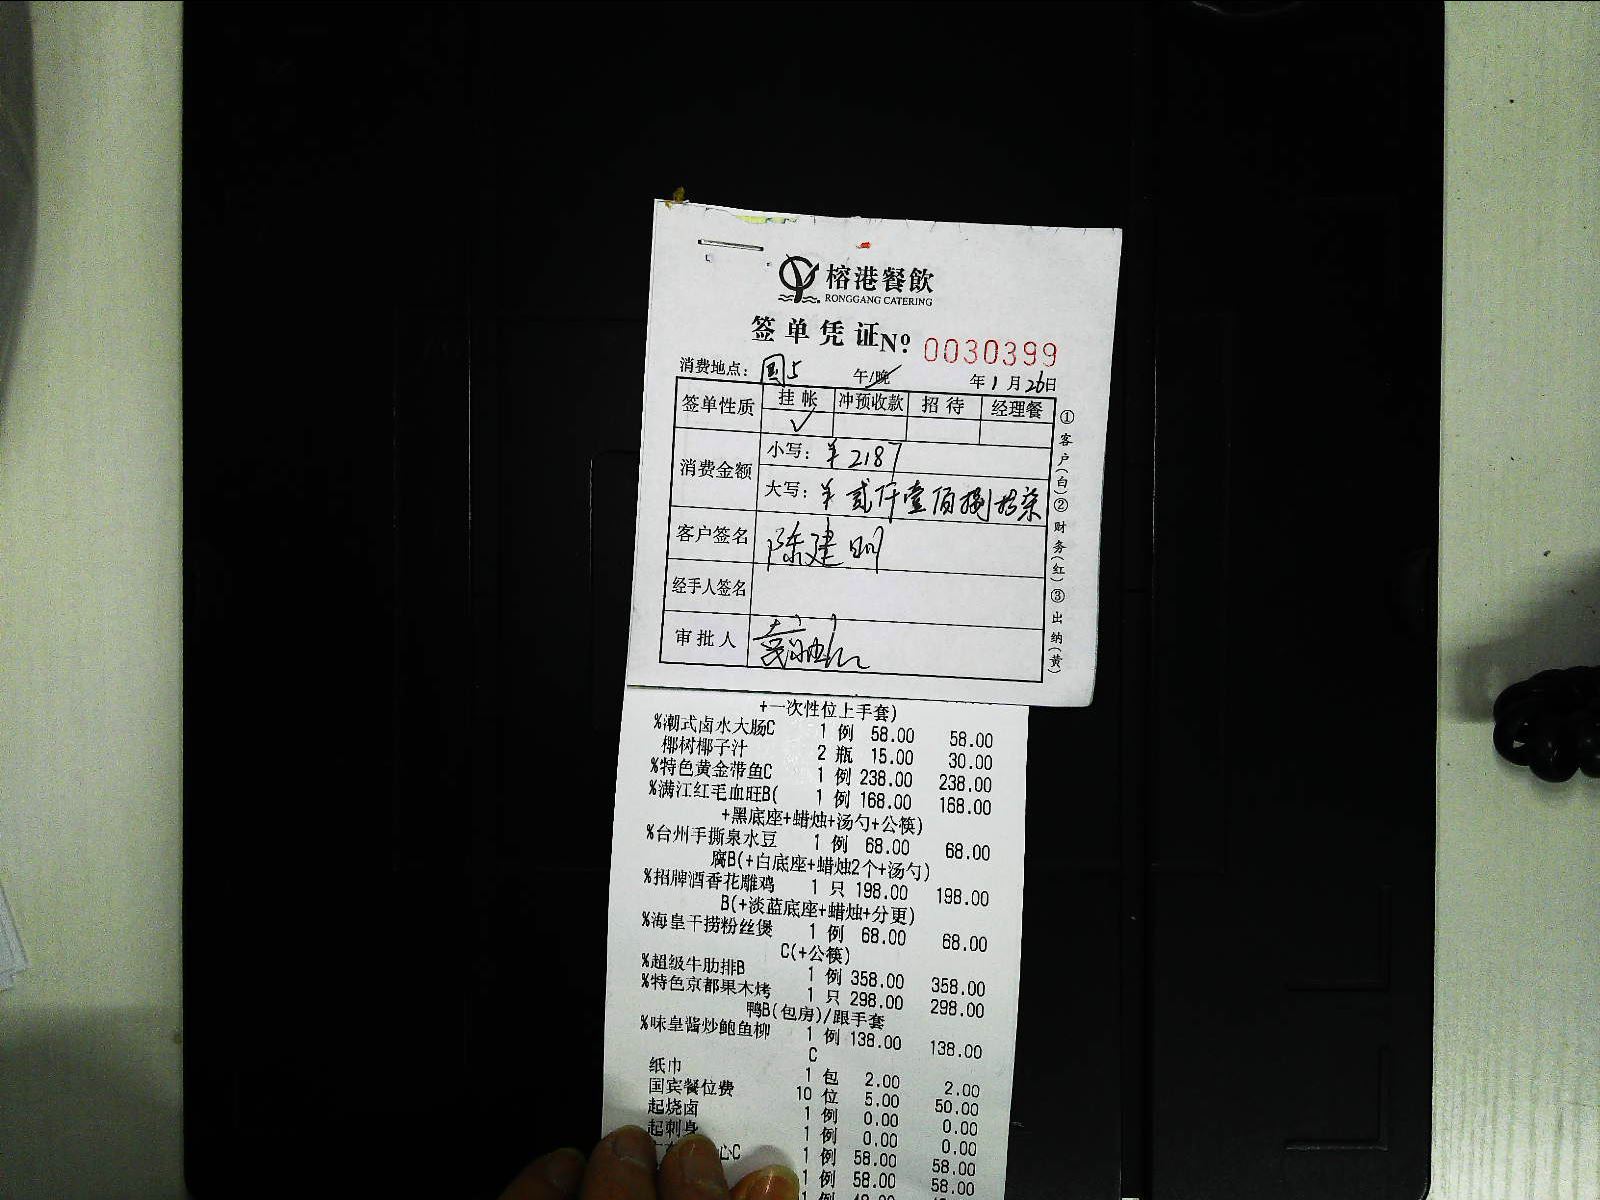 榕港餐飲
RONGGANG CATERING
签单凭证 Nº: 0030399
消费地点: 国5 午/晚 年1月26日
签单性质 挂帐 冲预收款 招待 经理餐
✓
消费金额 小写: ¥2187
大写: ¥贰仟壹佰捌拾柒
客户签名 陈建明
经手人签名
审批人
①客户(白)②财务(红)③出纳(黄)
+一次性位上手套)
%潮式卤水大肠C 1 例 58.00 58.00
椰树椰子汁 2 瓶 15.00 30.00
%特色黄金带鱼C 1 例 238.00 238.00
%满江红毛血旺B( 1 例 168.00 168.00
+黑底座+蜡烛+汤勺+公筷)
%台州手撕泉水豆 1 例 68.00 68.00
腐B(+白底座+蜡烛2个+汤勺)
%招牌酒香花雕鸡 1 只 198.00 198.00
B(+淡蓝底座+蜡烛+分更)
%海皇干捞粉丝煲 1 例 68.00 68.00
C(+公筷)
%超级牛肋排B 1 例 358.00 358.00
%特色京都果木烤 1 只 298.00 298.00
鸭B(包房)/跟手套
%味皇酱炒鲍鱼柳 1 例 138.00 138.00
C
纸巾 1 包 2.00 2.00
国宾餐位费 10 位 5.00 50.00
起烧卤 1 例 0.00 0.00
起刺身 1 例 0.00 0.00
心C 1 例 58.00 58.00
1 例 58.00 58.00